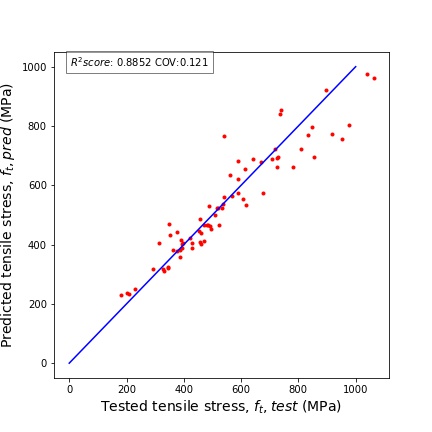 R²score: 0.8852 COV:0.121
1000
800
600
400
200
0
Predicted tensile stress, fₜ, pred (MPa)
0 200 400 600 800 1000
Tested tensile stress, fₜ, test (MPa)